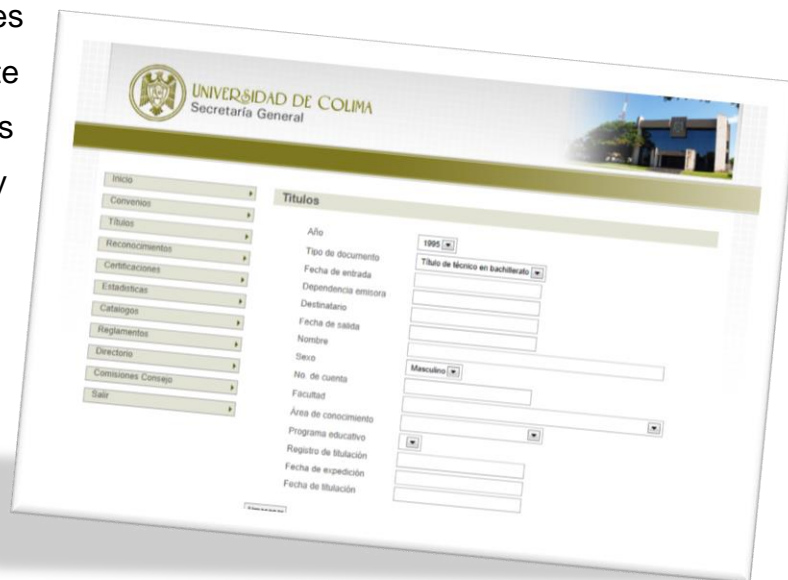 es
te
s
y
UNIVERSIDAD DE COLIMA
Secretaría General
Inicio
Convenios
Títulos
Reconocimientos
Certificaciones
Estadísticas
Catalogos
Reglamentos
Directorio
Comisiones Consejo
Salir
Títulos
Año 1995
Tipo de documento Título de técnico en bachillerato
Fecha de entrada
Dependencia emisora
Destinatario
Fecha de salida
Nombre
Sexo Masculino
No. de cuenta
Facultad
Área de conocimiento
Programa educativo
Registro de titulación
Fecha de expedición
Fecha de titulación